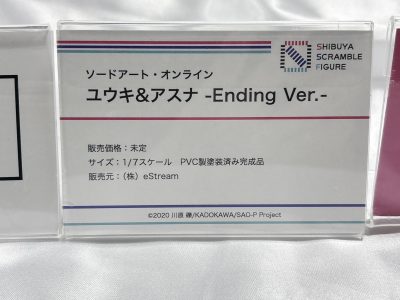 SHIBUYA
SCRAMBLE
FIGURE
ソードアート・オンライン
ユウキ&アスナ -Ending Ver.-
販売価格：未定
サイズ：1/7スケール　PVC製塗装済み完成品
販売元：（株）eStream
©2020 川原 礫/KADOKAWA/SAO-P Project